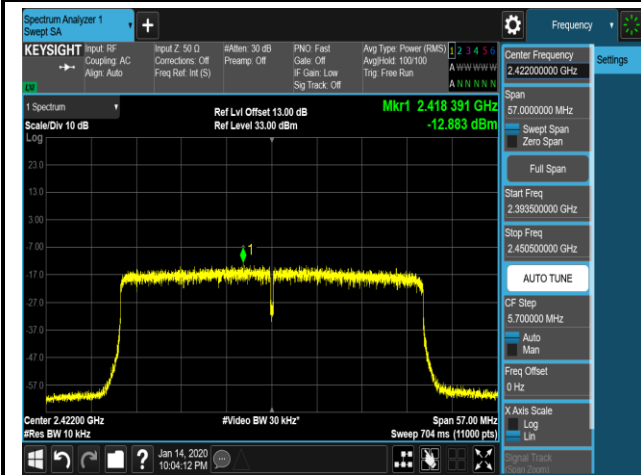 Spectrum Analyzer 1
Swept SA
Frequency
KEYSIGHT
Input: RF
Coupling: AC
Align: Auto
Input Z: 50 Ω
Corrections: Off
Freq Ref: Int (S)
#Atten: 30 dB
Preamp: Off
PNO: Fast
Gate: Off
IF Gain: Low
Sig Track: Off
Avg Type: Power (RMS)
Avg|Hold: 100/100
Trig: Free Run
1 2 3 4 5 6
A W W W W W
A N N N N N
1 Spectrum
Scale/Div 10 dB
Ref Lvl Offset 13.00 dB
Ref Level 33.00 dBm
Mkr1 2.418 391 GHz
-12.883 dBm
Log
23.0
13.0
3.00
-7.00
-17.0
-27.0
-37.0
-47.0
-57.0
1
Center 2.42200 GHz
#Res BW 10 kHz
#Video BW 30 kHz*
Span 57.00 MHz
Sweep 704 ms (11000 pts)
Jan 14, 2020
10:04:12 PM
Center Frequency
2.422000000 GHz
Span
57.0000000 MHz
Swept Span
Zero Span
Full Span
Start Freq
2.393500000 GHz
Stop Freq
2.450500000 GHz
AUTO TUNE
CF Step
5.700000 MHz
Auto
Man
Freq Offset
0 Hz
X Axis Scale
Log
Lin
Signal Track
(Span Zoom)
Settings